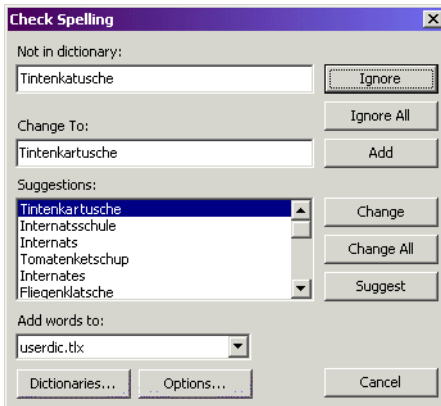 Check Spelling
Not in dictionary:
Tintenkatusche
Ignore
Ignore All
Change To:
Tintenkartusche
Add
Suggestions:
Tintenkartusche
Internatsschule
Internats
Tomatenketschup
Internates
Fliegenklatsche
Change
Change All
Suggest
Add words to:
userdic.tlx
Dictionaries...
Options...
Cancel